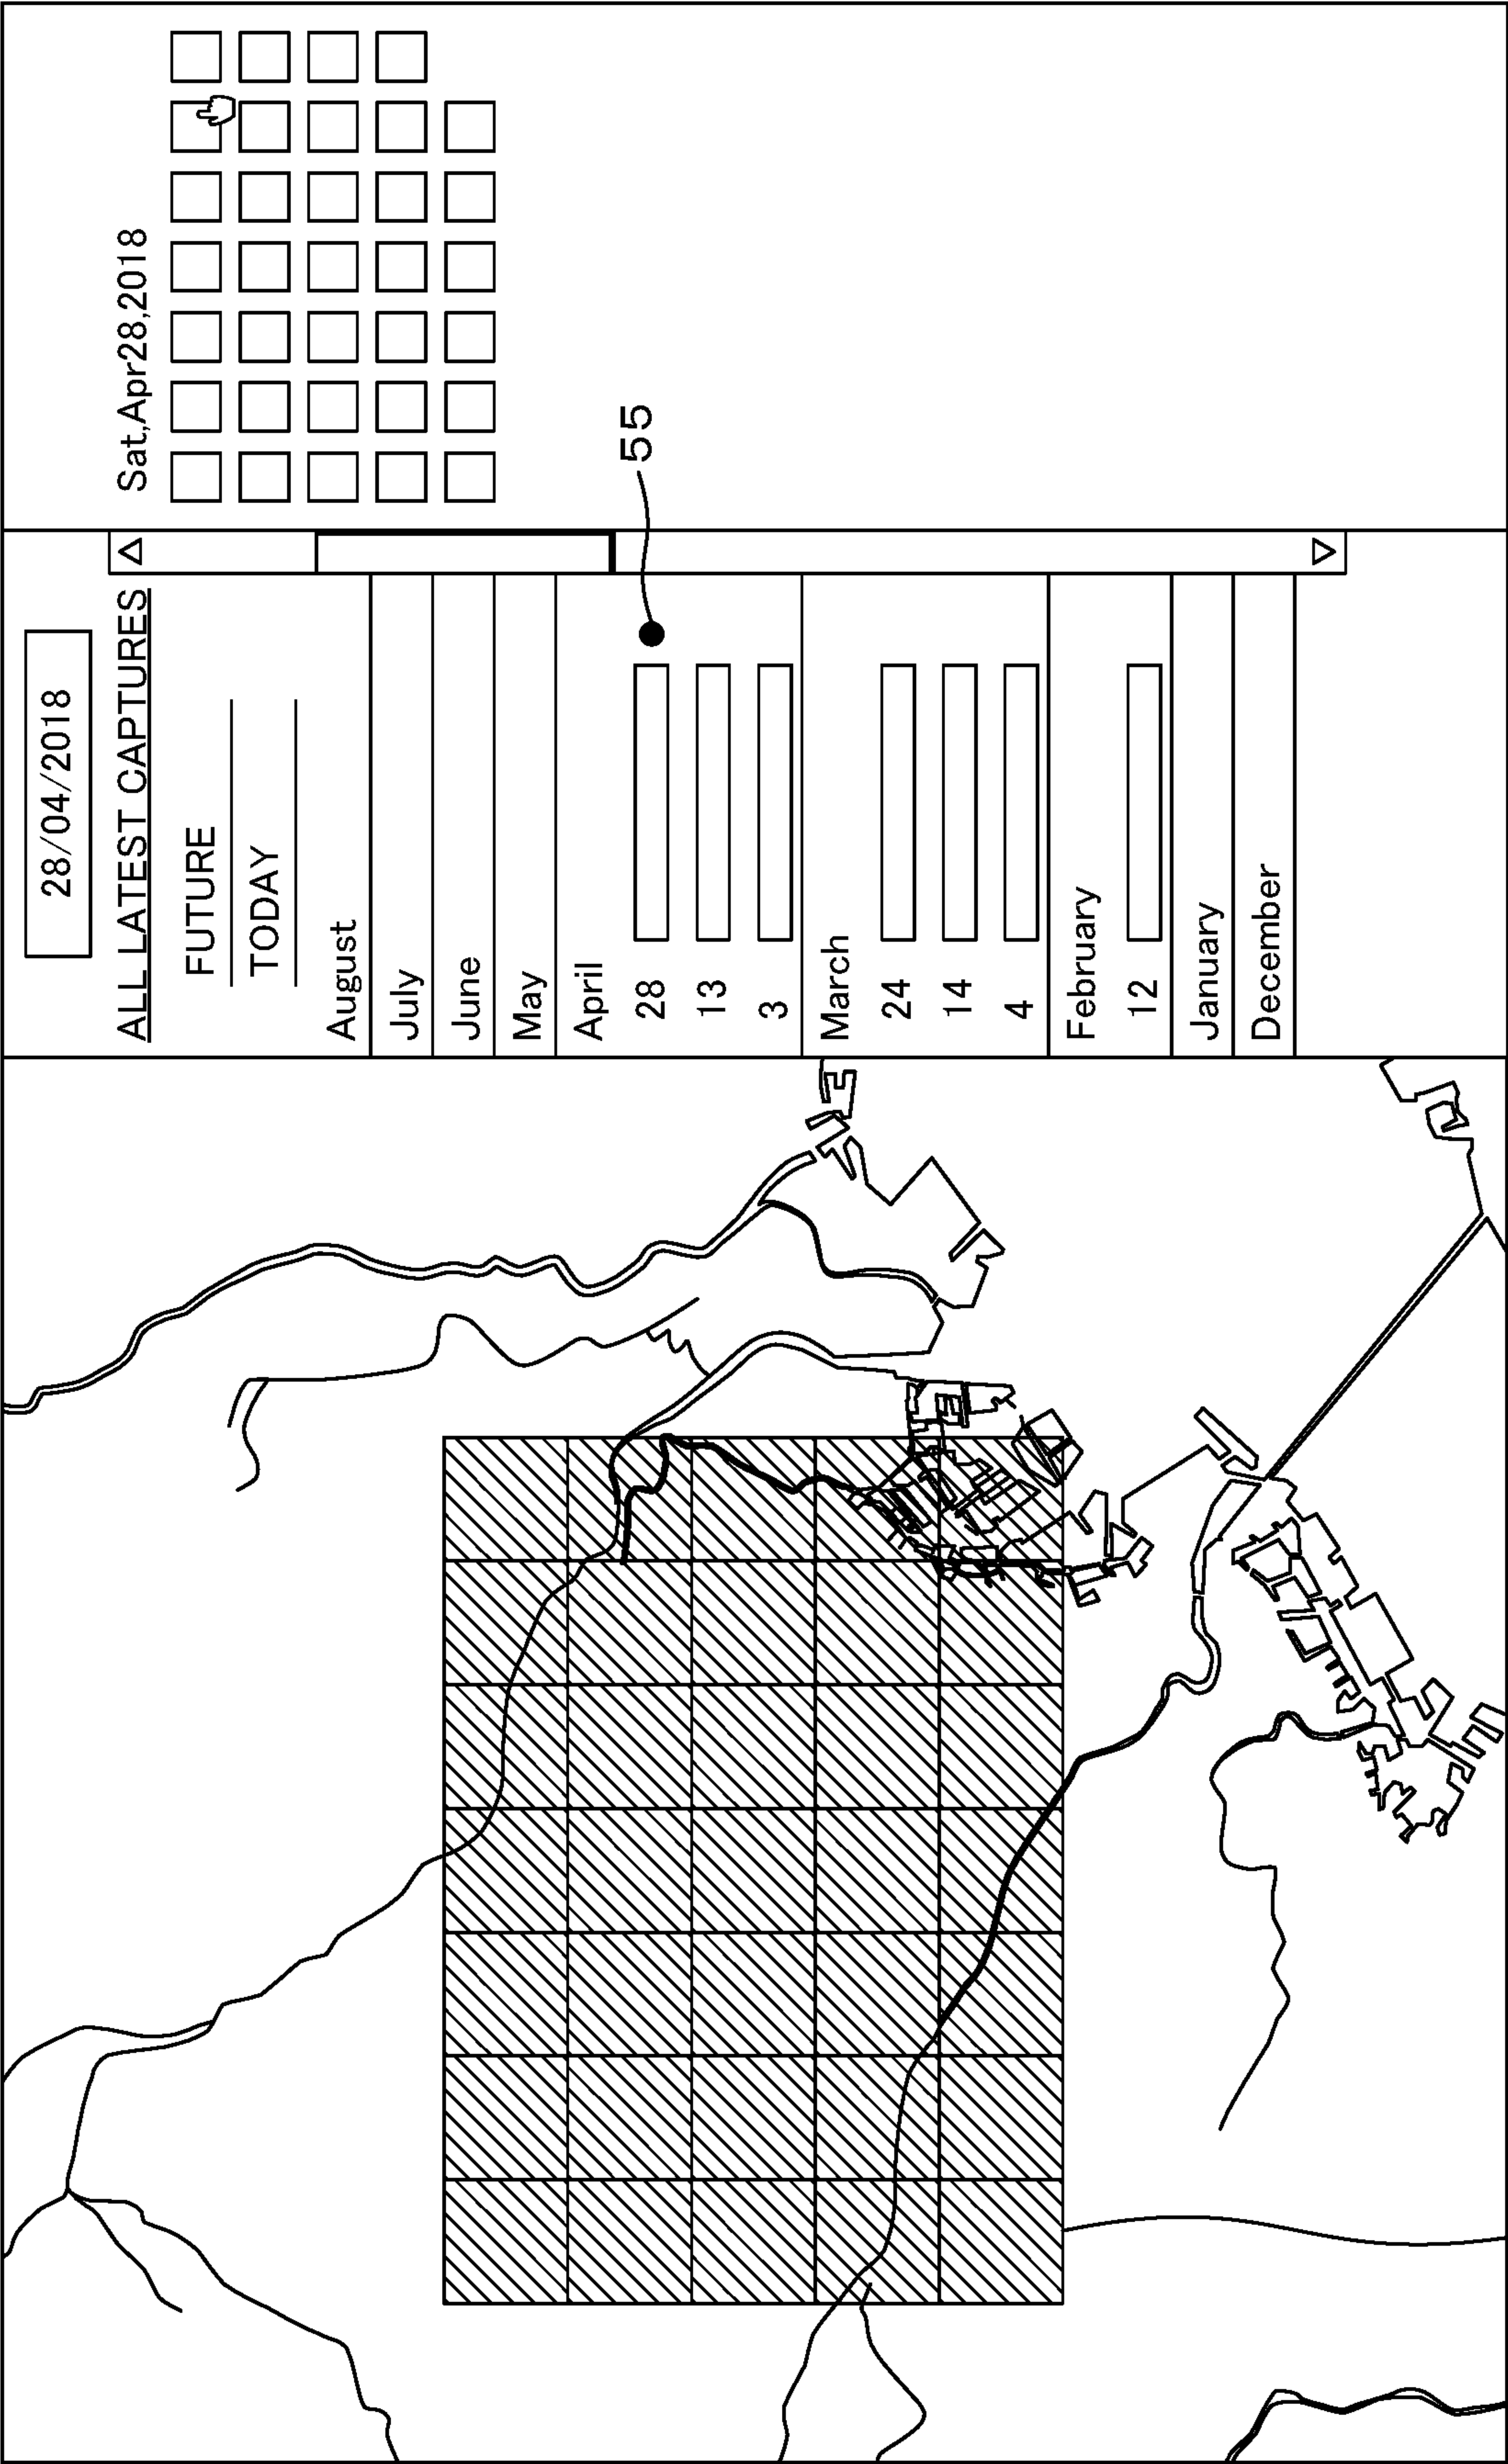 28/04/2018
ALL LATEST CAPTURES
FUTURE
TODAY
August
July
June
May
April
28
13
3
March
24
14
4
February
12
January
December
55
Sat,Apr28,2018